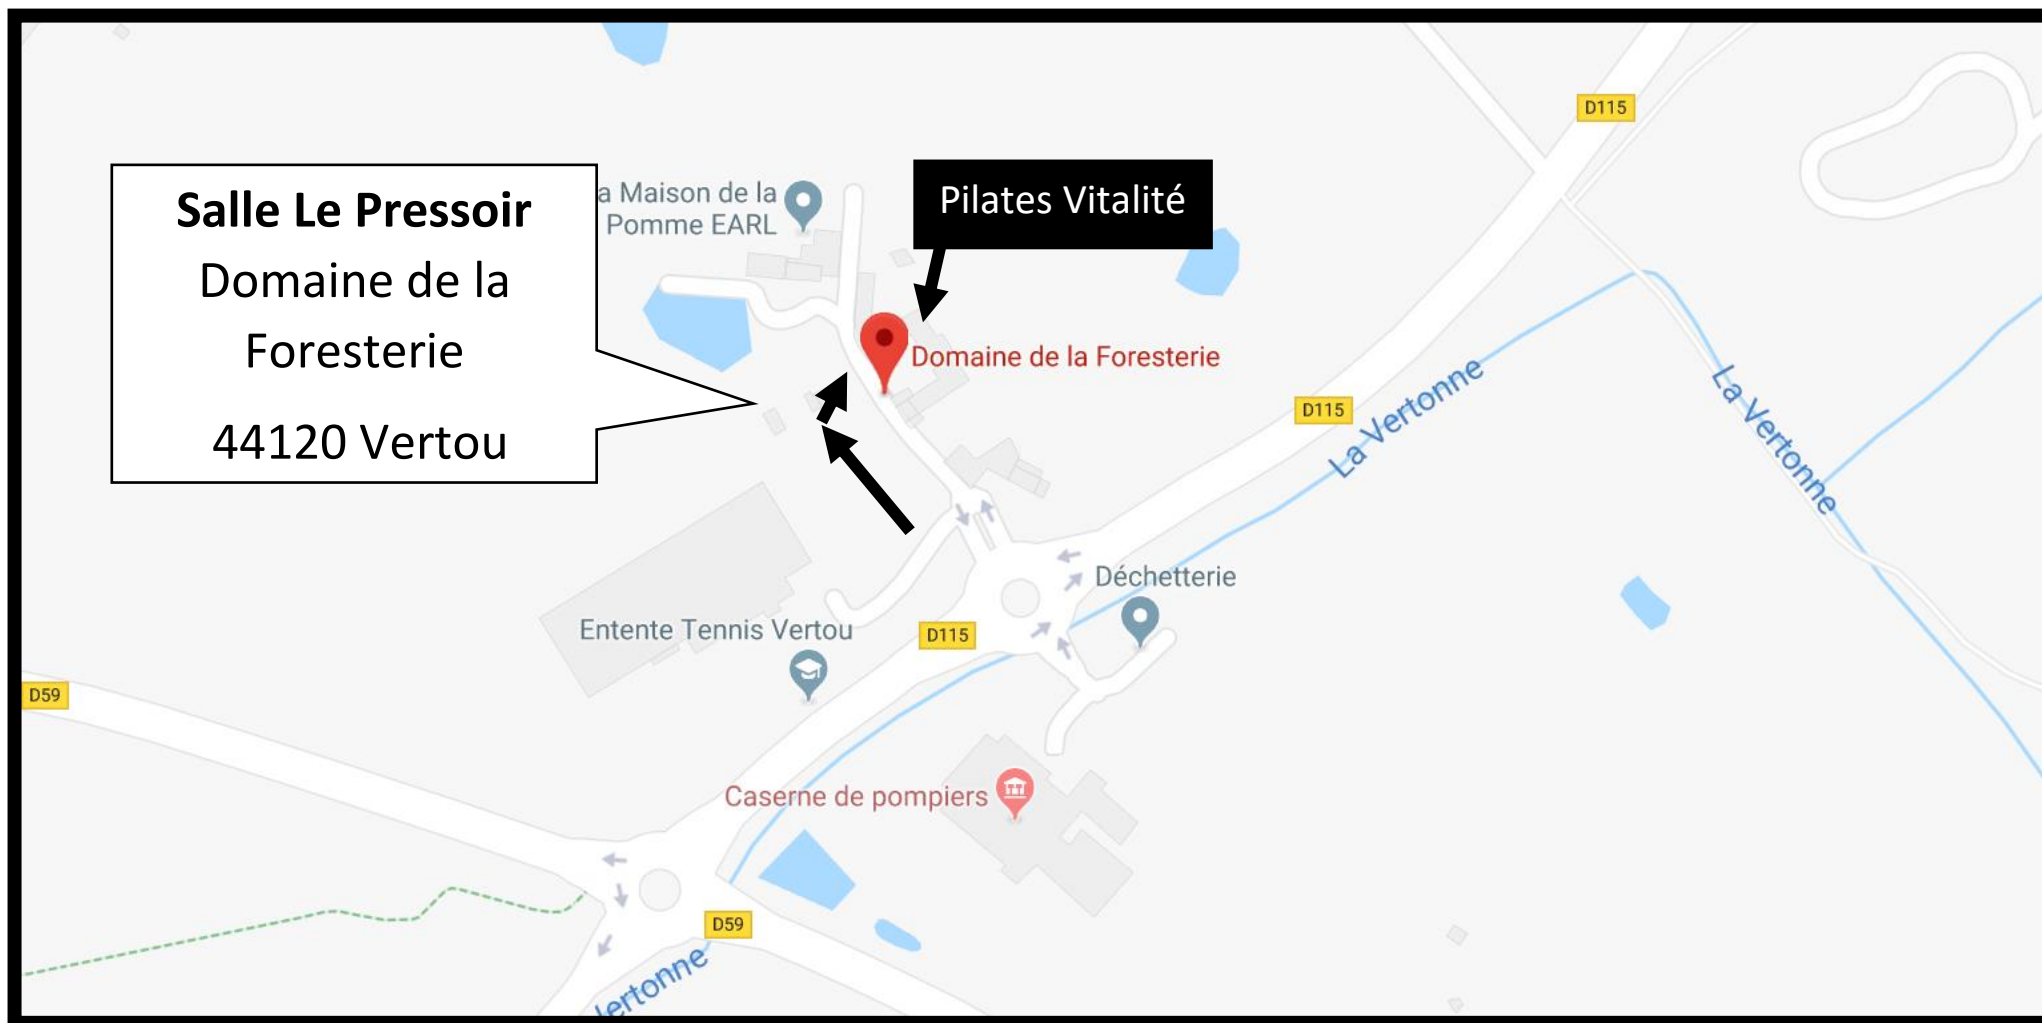 D115
Salle Le Pressoir
Domaine de la
Foresterie
44120 Vertou
a Maison de la
Pomme EARL
Pilates Vitalité
Domaine de la Foresterie
D115
La Vertonne
La Vertonne
Déchetterie
Entente Tennis Vertou
D115
D59
Caserne de pompiers
D59
Vertonne